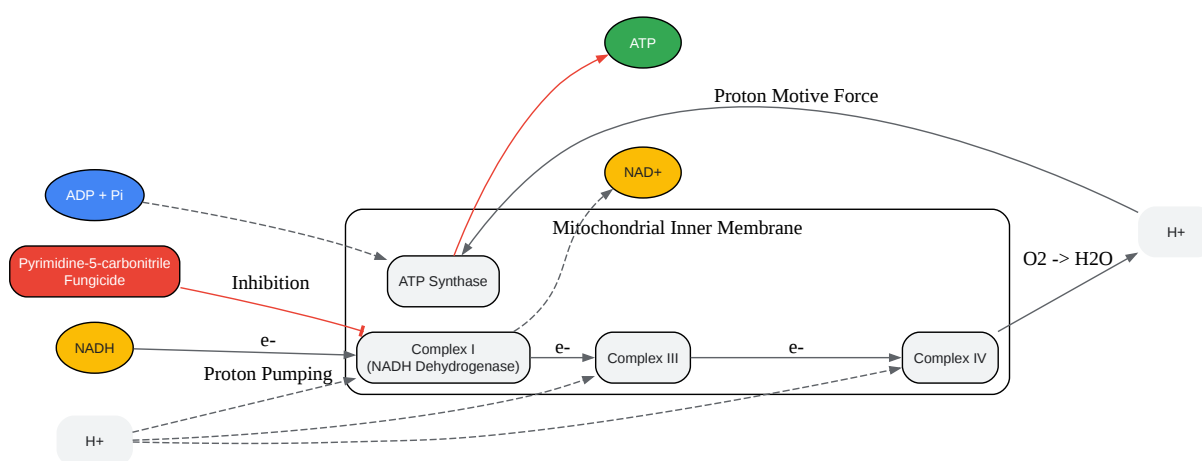 ATP
Proton Motive Force
NAD+
ADP + Pi
Mitochondrial Inner Membrane
H+
Pyrimidine-5-carbonitrile
Fungicide
Inhibition
ATP Synthase
O2 -> H2O
NADH
e-
Complex I
(NADH Dehydrogenase)
e-
Complex III
e-
Complex IV
Proton Pumping
H+